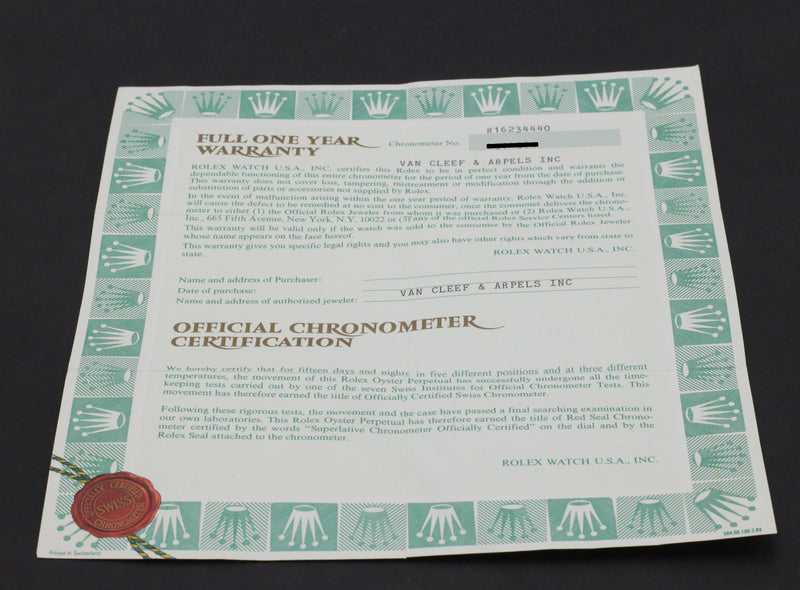 FULL ONE YEAR
WARRANTY
Chronometer No.
R16234440
VAN CLEEF & ARPELS INC
ROLEX WATCH U.S.A., INC. certifies this Rolex to be in perfect condition and warrants the
dependable functioning of this entire chronometer for the period of one year from the date of purchase.
This warranty does not cover loss, tampering, mistreatment or modification through the addition or
substitution of parts or accessories not supplied by Rolex.
In the event of malfunction arising within the one year period of warranty, Rolex Watch U.S.A., Inc.
will cause the defect to be remedied at no cost to the consumer, once the consumer delivers the chrono-
meter to either (1) the Official Rolex Jeweler from whom it was purchased or (2) Rolex Watch U.S.A.,
Inc., 665 Fifth Avenue, New York, N.Y. 10022 or (3) any of the official Rolex Service Centers listed.
This warranty will be valid only if the watch was sold to the consumer by the Official Rolex Jeweler
whose name appears on the face hereof.
This warranty gives you specific legal rights and you may also have other rights which vary from state to
state.
ROLEX WATCH U.S.A., INC.
Name and address of Purchaser:
Date of purchase:
VAN CLEEF & ARPELS INC
Name and address of authorized jeweler:
OFFICIAL CHRONOMETER
CERTIFICATION
We hereby certify that for fifteen days and nights, in five different positions and at three different
temperatures, the movement of this Rolex Oyster Perpetual has successfully undergone all the time-
keeping tests carried out by one of the seven Swiss Institutes for Official Chronometer Tests. This
movement has therefore earned the title of Officially Certified Swiss Chronometer.
Following these rigorous tests, the movement and the case have passed a final searching examination in
our own laboratories. This Rolex Oyster Perpetual has therefore earned the title of Red Seal Chrono-
meter certified by the words "Superlative Chronometer Officially Certified" on the dial and by the
Rolex Seal attached to the chronometer.
ROLEX WATCH U.S.A., INC.
OFFICIALLY CERTIFIED
SWISS
CHRONOMETER
Printed in Switzerland